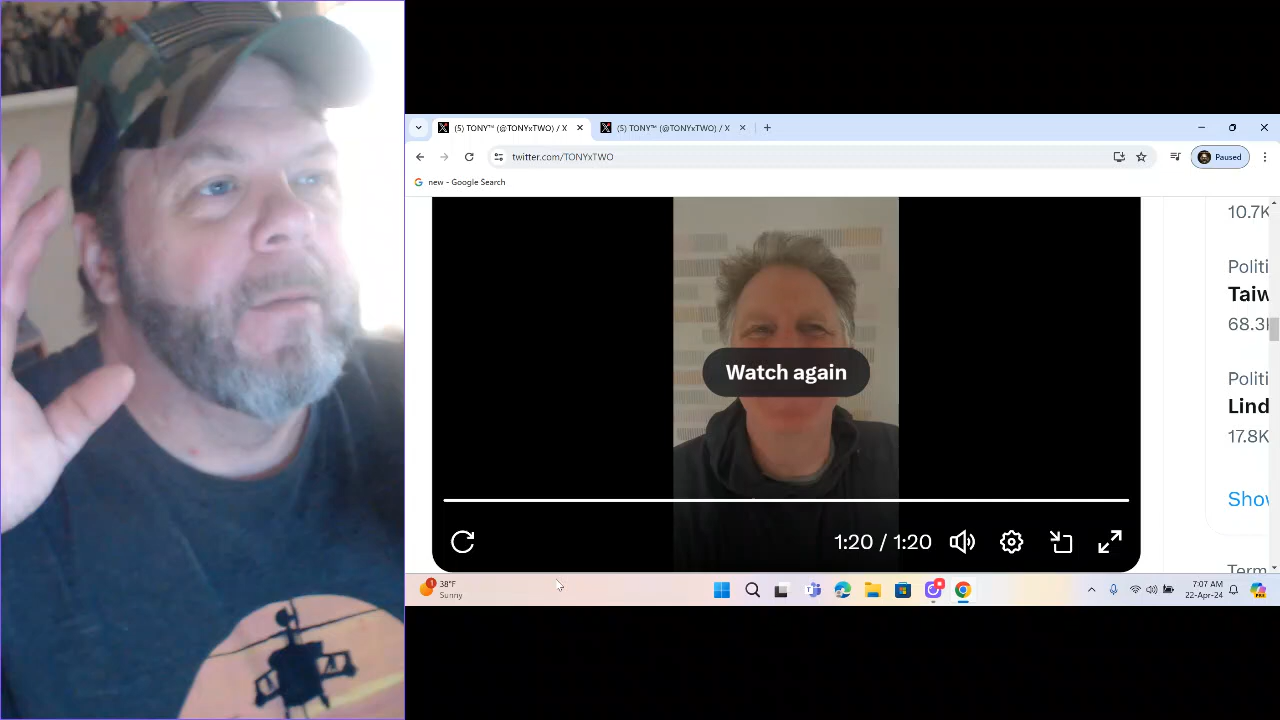 (5) TONY™ (@TONYxTWO) / X
(5) TONY™ (@TONYxTWO) / X
twitter.com/TONYxTWO
Paused
new - Google Search
10.7K
Politi
Taiw
68.3K
Politi
Lind
17.8K
Show
Term
Watch again
1:20 / 1:20
1
38°F
Sunny
7:07 AM
22-Apr-24